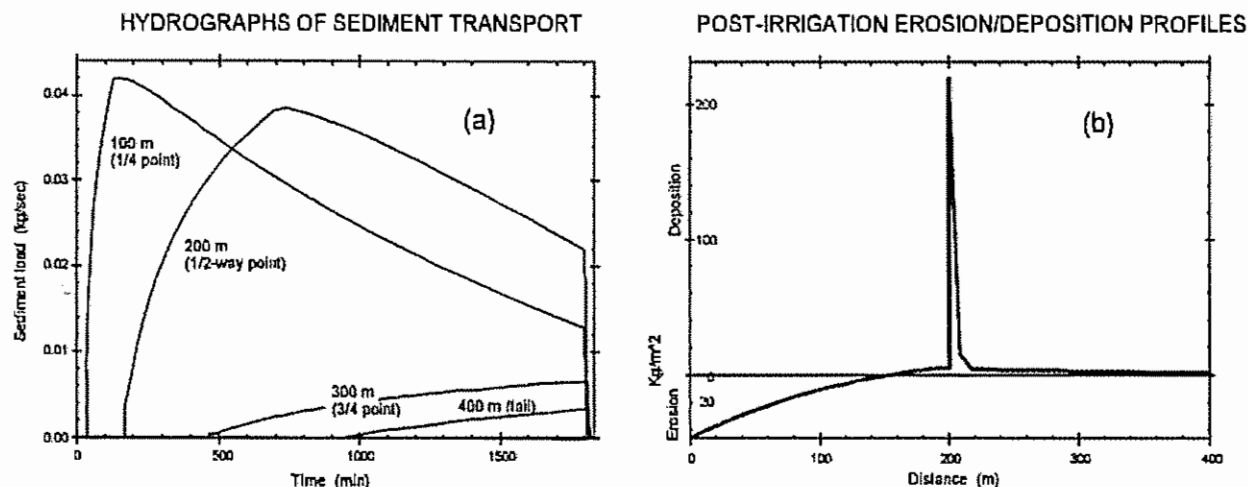 HYDROGRAPHS OF SEDIMENT TRANSPORT
(a)
0.04
0.03
0.02
0.01
0.00
Sediment load (kg/sec)
100 m
(1/4 point)
200 m
(1/2-way point)
300 m
(3/4 point)
400 m (tail)
0
500
1000
1500
Time (min)
POST-IRRIGATION EROSION/DEPOSITION PROFILES
(b)
200
100
0
20
Deposition
Kg/m^2
Erosion
0
100
200
300
400
Distance (m)